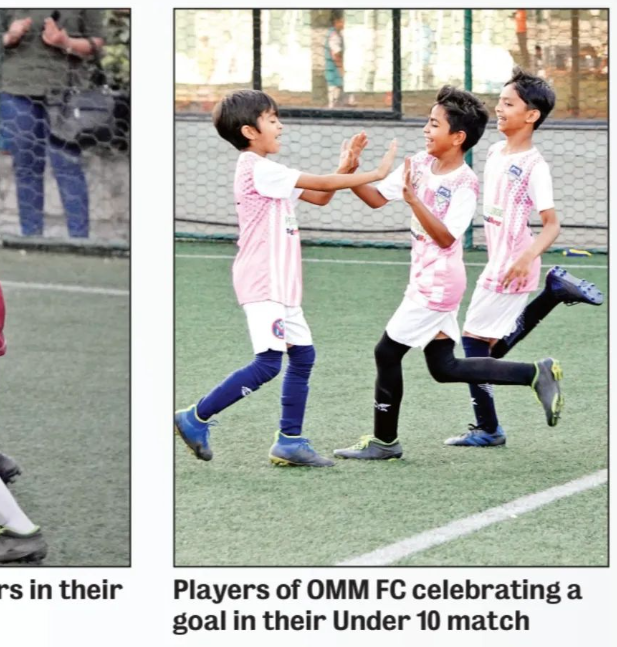 rs in their
Players of OMM FC celebrating a
goal in their Under 10 match